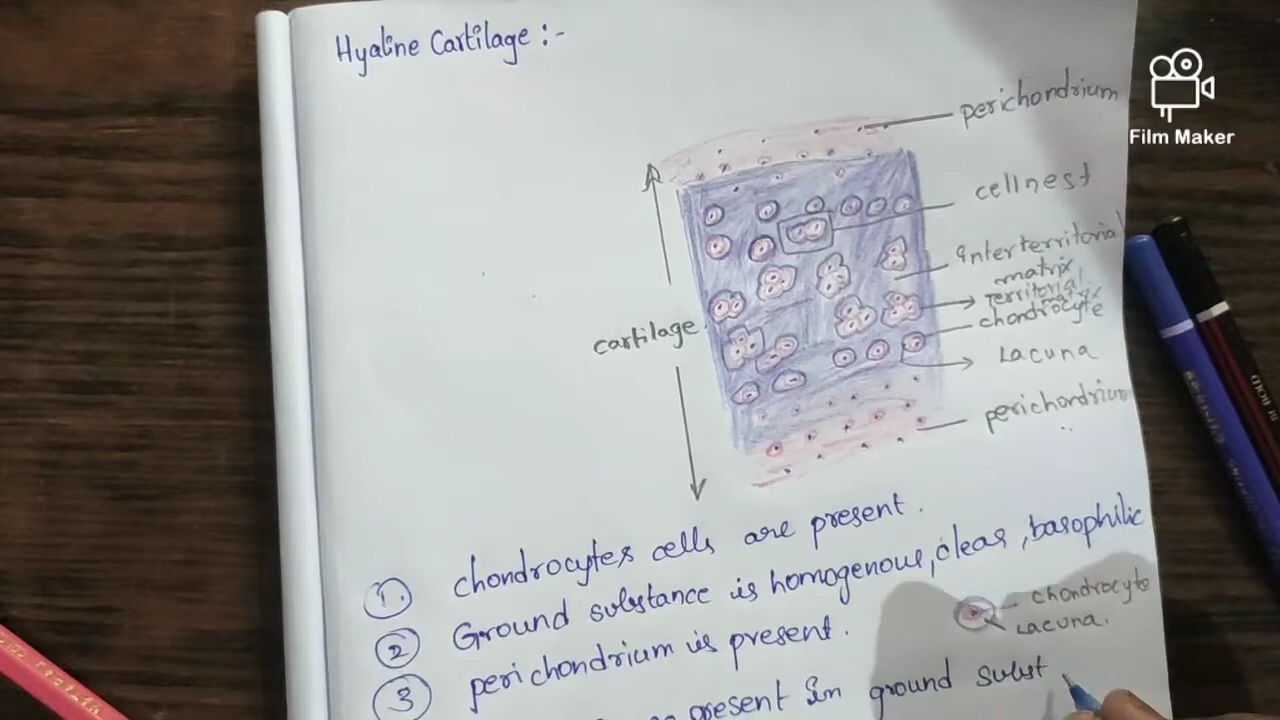 Hyaline Cartilage :-
Film Maker
perichondrium
cellnest
interterritorial
matrix
Territorial
matrix
chondrocyte
cartilage
Lacuna
perichondrium
1. chondrocytes cells are present.
2 Ground substance is homogenous, clear, basophilic
chondrocyte
Lacuna.
3 perichondrium is present.
present in ground subst